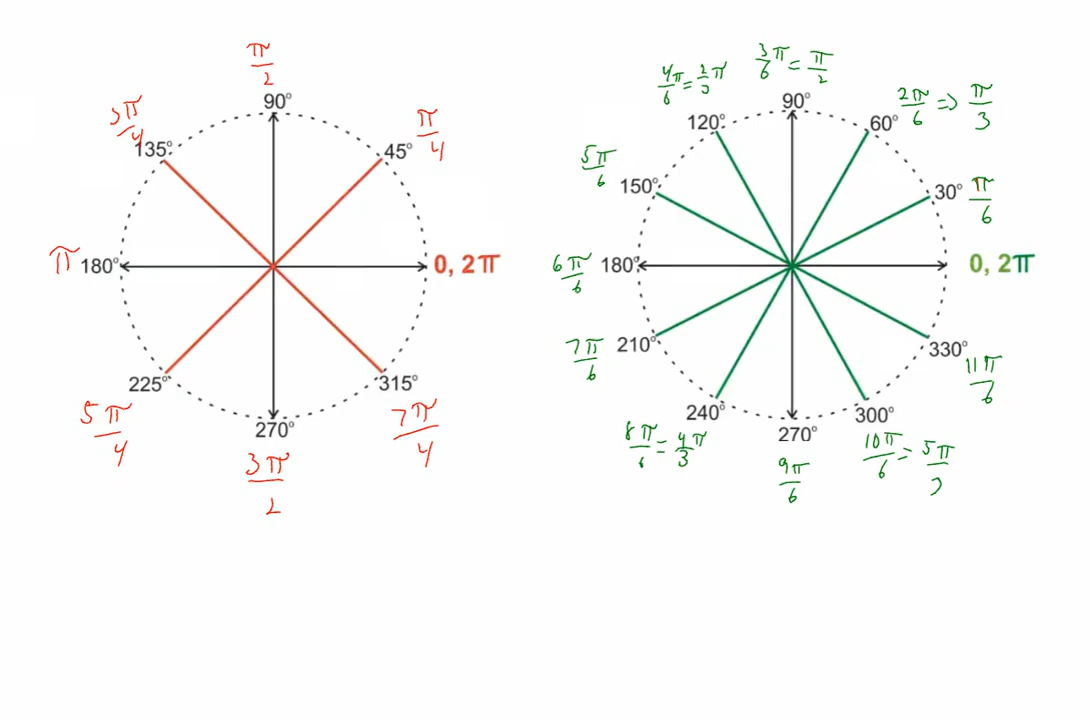 π/2
90°
3π/4
135°
π/4
45°
π 180°
0, 2π
225°
5π/4
315°
7π/4
270°
3π/2
3/6 π = π/2
90°
4π/6 = 2/3 π
120°
2π/6 => π/3
60°
5π/6
150°
30° π/6
6π/6 180°
0, 2π
7π/6 210°
330°
11π/6
240°
8π/6 = 4/3 π
300°
10π/6 = 5π/3
270°
9π/6